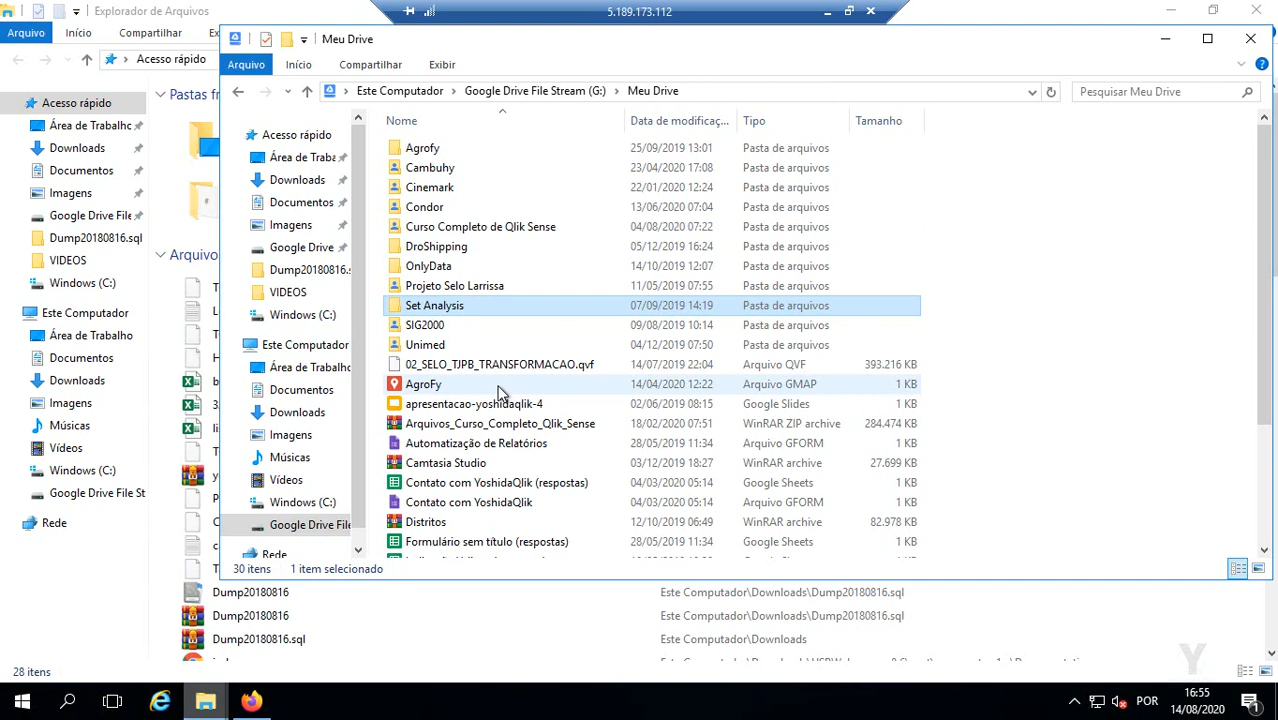 Explorador de Arquivos
5.189.173.112
Arquivo
Início
Compartilhar
Meu Drive
Arquivo
Início
Compartilhar
Exibir
Acesso rápido
Este Computador
Google Drive File Stream (G:)
Meu Drive
Pesquisar Meu Drive
Acesso rápido
Área de Trabalho
Downloads
Documentos
Imagens
Google Drive File
Dump20180816.sql
VIDEOS
Windows (C:)
Este Computador
Área de Trabalho
Documentos
Downloads
Imagens
Músicas
Vídeos
Windows (C:)
Google Drive File St
Rede
Pastas fr
Arquivo
Acesso rápido
Área de Traba
Downloads
Documentos
Imagens
Google Drive
Dump20180816.s
VIDEOS
Windows (C:)
Este Computador
Área de Trabalho
Documentos
Downloads
Imagens
Músicas
Vídeos
Windows (C:)
Google Drive File
Rede
Nome Data de modificaç... Tipo Tamanho
Agrofy 25/09/2019 13:01 Pasta de arquivos
Cambuhy 23/04/2020 17:08 Pasta de arquivos
Cinemark 22/01/2020 12:24 Pasta de arquivos
Condor 13/06/2020 07:04 Pasta de arquivos
Curso Completo de Qlik Sense 04/08/2020 07:22 Pasta de arquivos
DroShipping 05/12/2019 16:24 Pasta de arquivos
OnlyData 14/10/2019 12:07 Pasta de arquivos
Projeto Selo Larrissa 11/05/2020 07:55 Pasta de arquivos
Set Analysis 07/09/2019 14:19 Pasta de arquivos
SIG2000 09/08/2019 10:14 Pasta de arquivos
Unimed 04/12/2019 07:50 Pasta de arquivos
02_SELO_TJPB_TRANSFORMACAO.qvf 14/07/2019 22:04 Arquivo QVF 393.216 KB
AgroFy 14/04/2020 12:22 Arquivo GMAP 1 KB
apresentacao-yoshidaqlik-4 02/06/2019 08:15 Google Slides 1 KB
Arquivos_Curso_Completo_Qlik_Sense 18/02/2020 07:51 WinRAR ZIP archive 284.474 KB
Automatização de Relatórios 28/05/2019 11:34 Arquivo GFORM 1 KB
Camtasia Studio 03/12/2019 18:27 WinRAR archive 27.699 KB
Contato com YoshidaQlik (respostas) 04/03/2020 05:14 Google Sheets 1 KB
Contato com YoshidaQlik 04/03/2020 05:14 Arquivo GFORM 1 KB
Distritos 12/10/2019 06:49 WinRAR archive 82.978 KB
Formulário sem título (respostas) 28/05/2019 11:34 Google Sheets 1 KB
30 itens 1 item selecionado
Dump20180816 Este Computador\Downloads\Dump20180816.sql
Dump20180816 Este Computador\Downloads\Dump20180816.sql
Dump20180816.sql Este Computador\Downloads
28 itens
Y
POR
16:55
14/08/2020
1